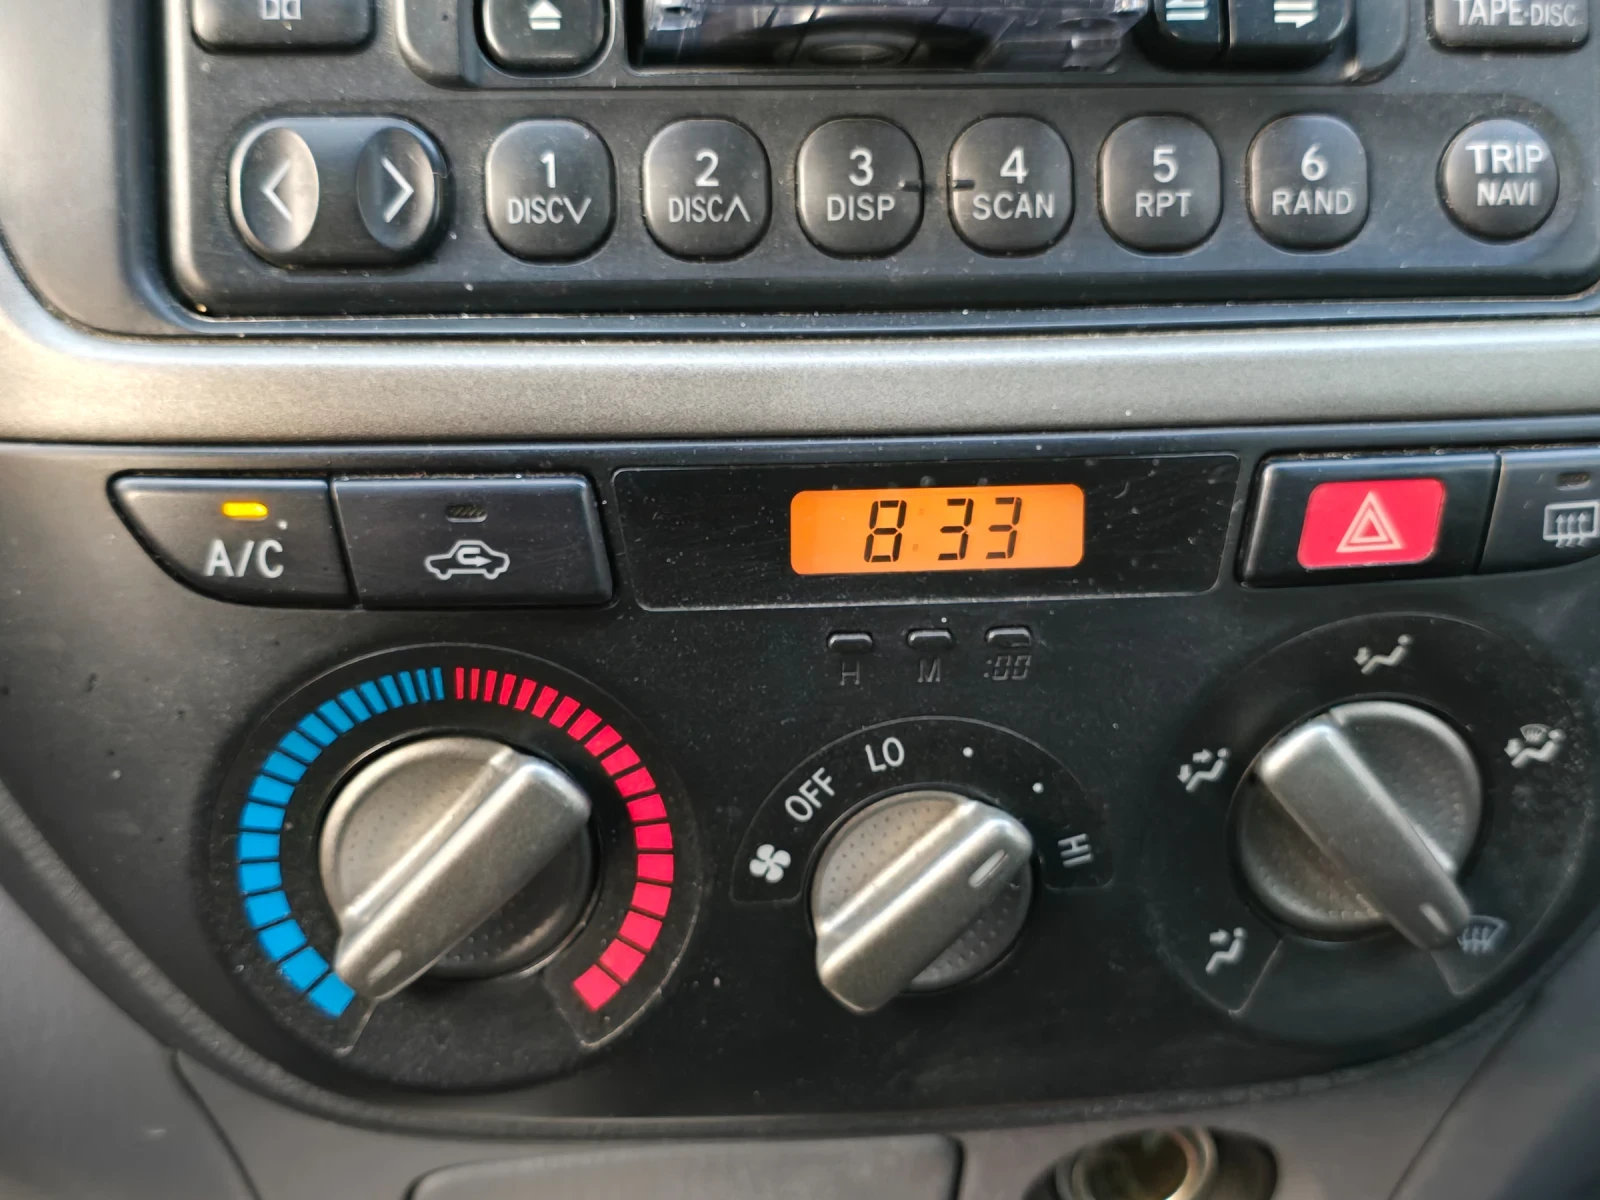 TAPE·DISC
1
DISC∨
2
DISC∧
3
DISP
4
SCAN
5
RPT
6
RAND
TRIP
NAVI
A/C
8:33
H
M
:00
OFF
LO
HI